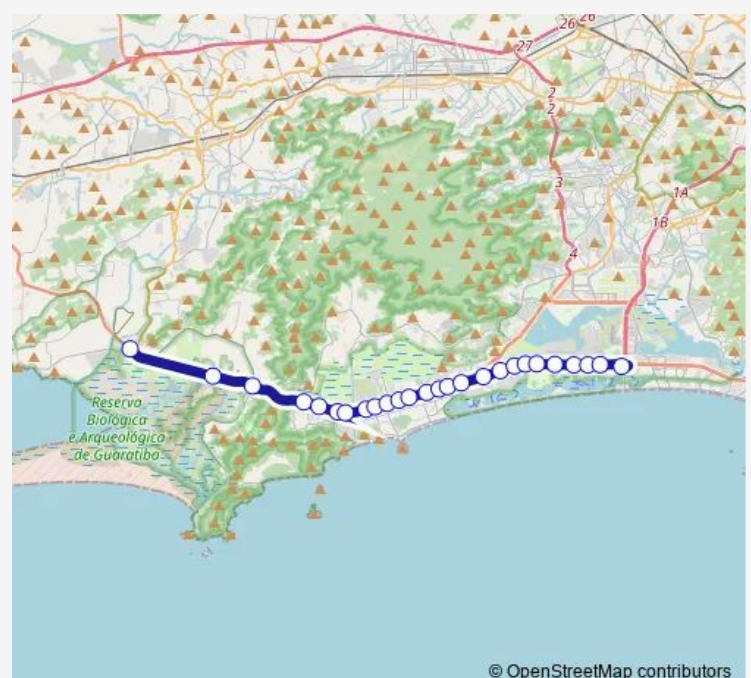 26
26
27
2
2
3
1A
1B
4
Reserva
Biológica
e Arqueológica
de Guaratiba
© OpenStreetMap contributors